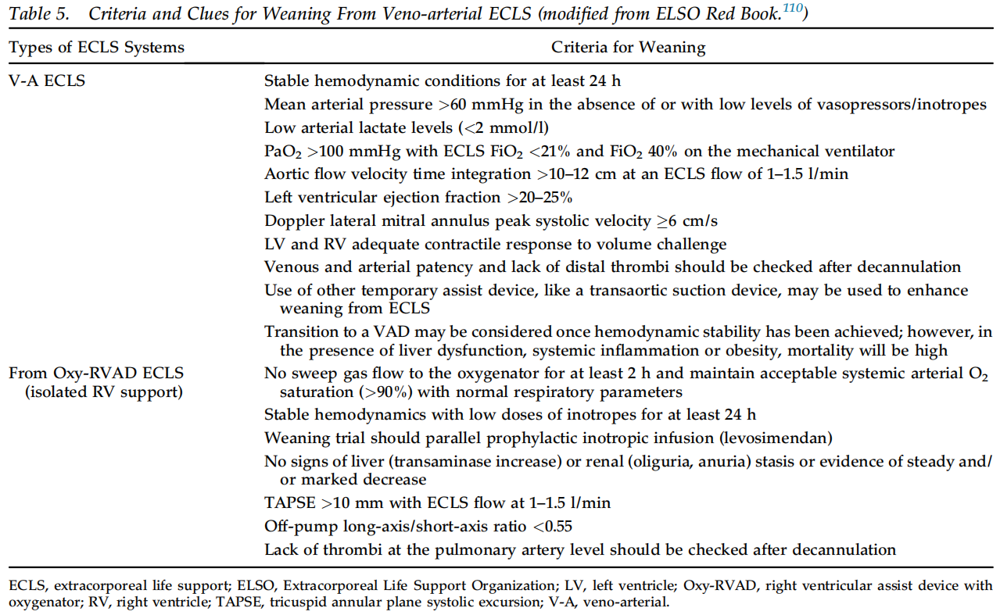 Table 5. Criteria and Clues for Weaning From Veno-arterial ECLS (modified from ELSO Red Book.110)
Types of ECLS Systems Criteria for Weaning
V-A ECLS Stable hemodynamic conditions for at least 24 h
Mean arterial pressure >60 mmHg in the absence of or with low levels of vasopressors/inotropes
Low arterial lactate levels (<2 mmol/l)
PaO2 >100 mmHg with ECLS FiO2 <21% and FiO2 40% on the mechanical ventilator
Aortic flow velocity time integration >10–12 cm at an ECLS flow of 1–1.5 l/min
Left ventricular ejection fraction >20–25%
Doppler lateral mitral annulus peak systolic velocity ≥6 cm/s
LV and RV adequate contractile response to volume challenge
Venous and arterial patency and lack of distal thrombi should be checked after decannulation
Use of other temporary assist device, like a transaortic suction device, may be used to enhance
weaning from ECLS
Transition to a VAD may be considered once hemodynamic stability has been achieved; however, in
the presence of liver dysfunction, systemic inflammation or obesity, mortality will be high
From Oxy-RVAD ECLS No sweep gas flow to the oxygenator for at least 2 h and maintain acceptable systemic arterial O2
(isolated RV support) saturation (>90%) with normal respiratory parameters
Stable hemodynamics with low doses of inotropes for at least 24 h
Weaning trial should parallel prophylactic inotropic infusion (levosimendan)
No signs of liver (transaminase increase) or renal (oliguria, anuria) stasis or evidence of steady and/
or marked decrease
TAPSE >10 mm with ECLS flow at 1–1.5 l/min
Off-pump long-axis/short-axis ratio <0.55
Lack of thrombi at the pulmonary artery level should be checked after decannulation
ECLS, extracorporeal life support; ELSO, Extracorporeal Life Support Organization; LV, left ventricle; Oxy-RVAD, right ventricular assist device with
oxygenator; RV, right ventricle; TAPSE, tricuspid annular plane systolic excursion; V-A, veno-arterial.